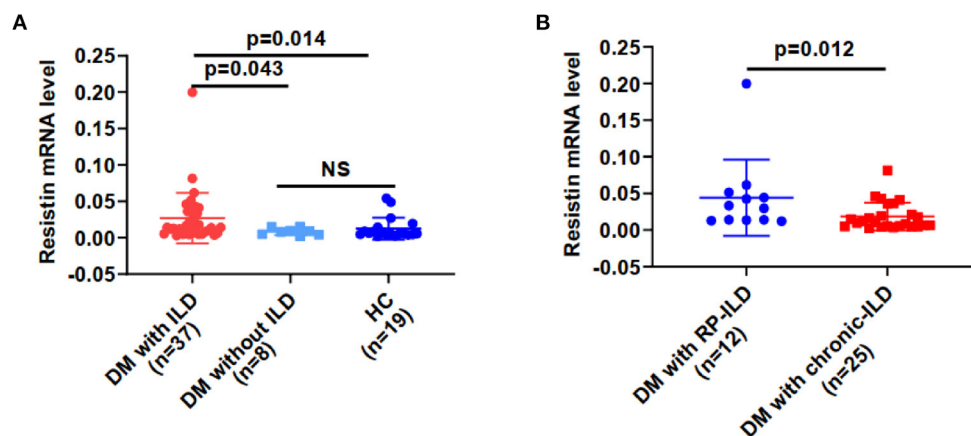 A
Resistin mRNA level
0.25
0.20
0.15
0.10
0.05
0.00
-0.05
p=0.014
p=0.043
NS
DM with ILD
(n=37)
DM without ILD
(n=8)
HC
(n=19)
B
Resistin mRNA level
0.25
0.20
0.15
0.10
0.05
0.00
-0.05
p=0.012
DM with RP-ILD
(n=12)
DM with chronic-ILD
(n=25)